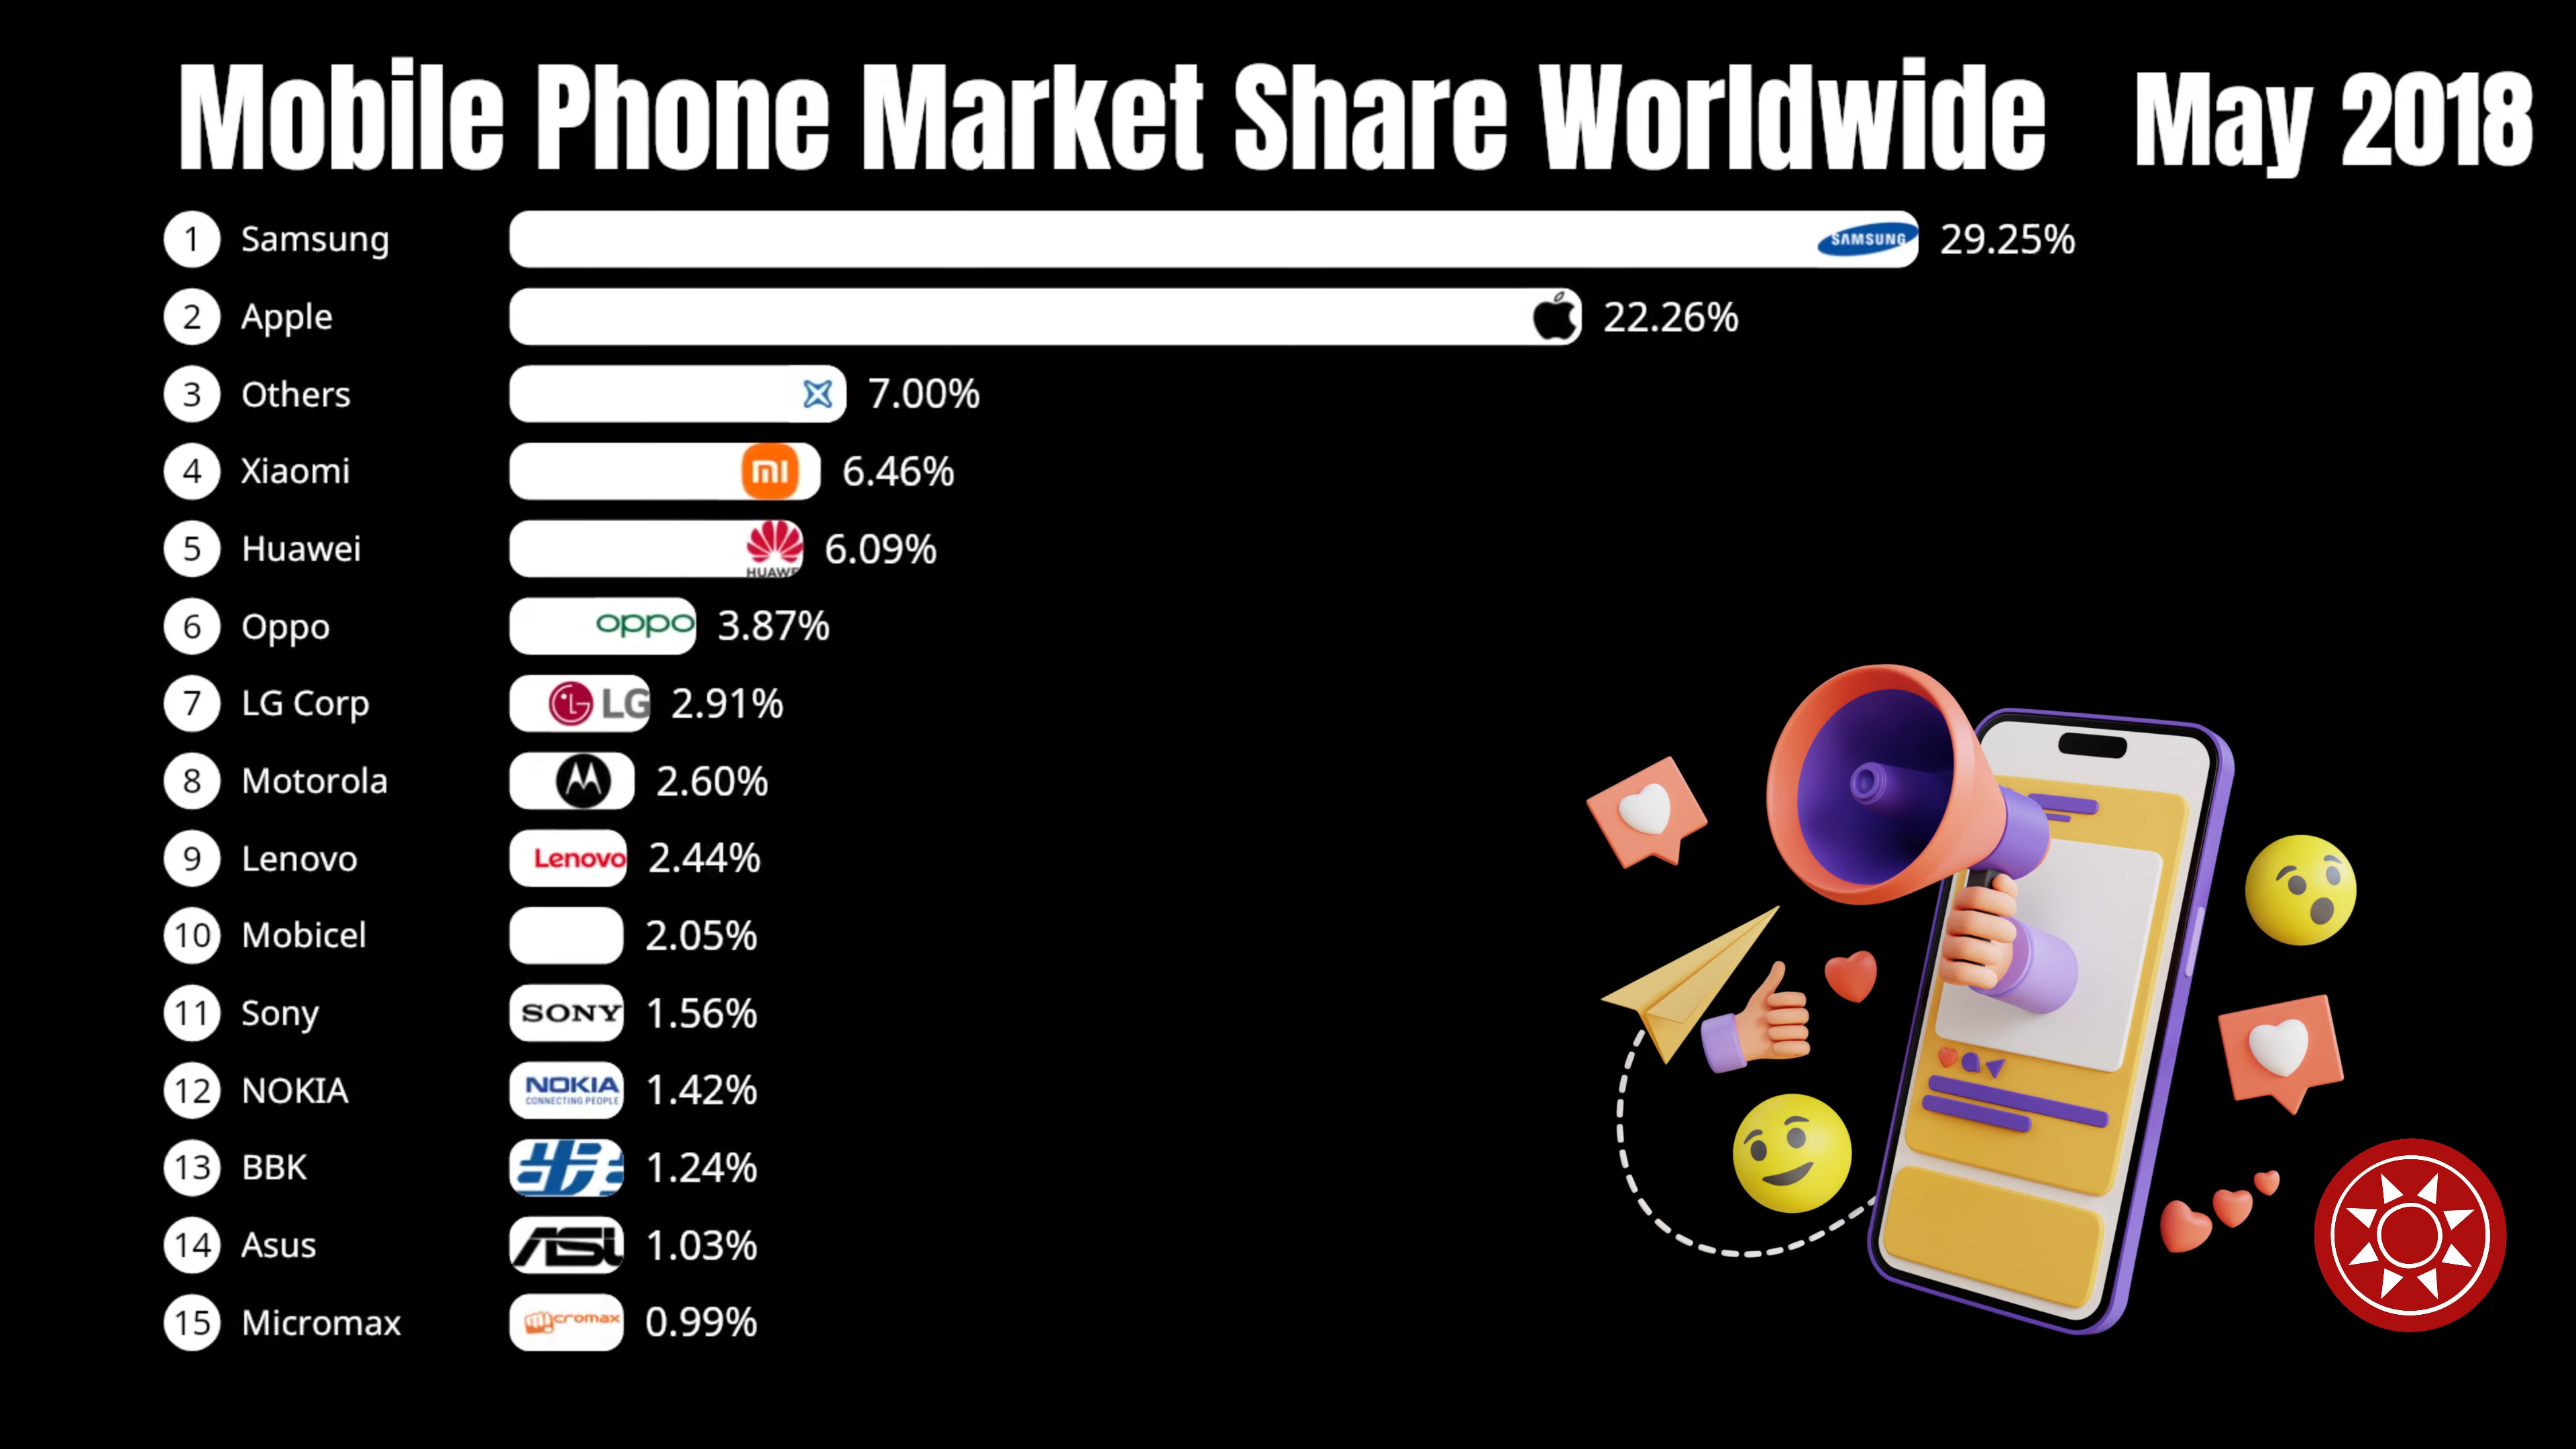 Mobile Phone Market Share Worldwide May 2018
1 Samsung SAMSUNG 29.25%
2 Apple 22.26%
3 Others 7.00%
4 Xiaomi mi 6.46%
5 Huawei HUAWE 6.09%
6 Oppo oppo 3.87%
7 LG Corp LG 2.91%
8 Motorola 2.60%
9 Lenovo Lenovo 2.44%
10 Mobicel 2.05%
11 Sony SONY 1.56%
12 NOKIA NOKIA 1.42%
CONNECTING PEOPLE
13 BBK 1.24%
14 Asus ASU 1.03%
15 Micromax micromax 0.99%